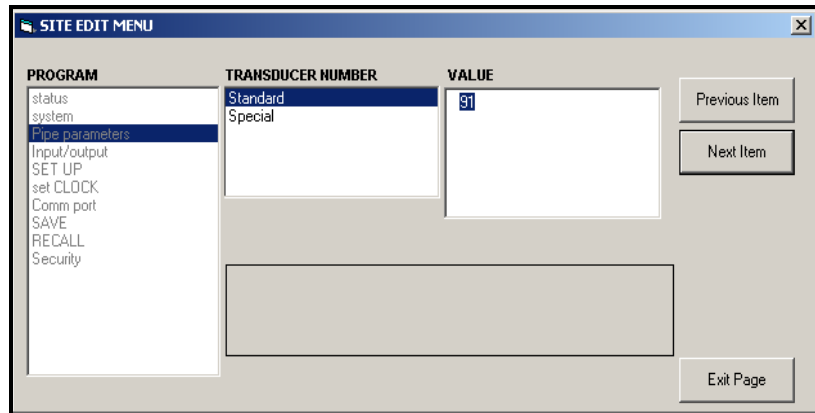 SITE EDIT MENU
PROGRAM
status
system
Pipe parameters
Input/output
SET UP
set CLOCK
Comm port
SAVE
RECALL
Security
TRANSDUCER NUMBER
Standard
Special
VALUE
91
Previous Item
Next Item
Exit Page